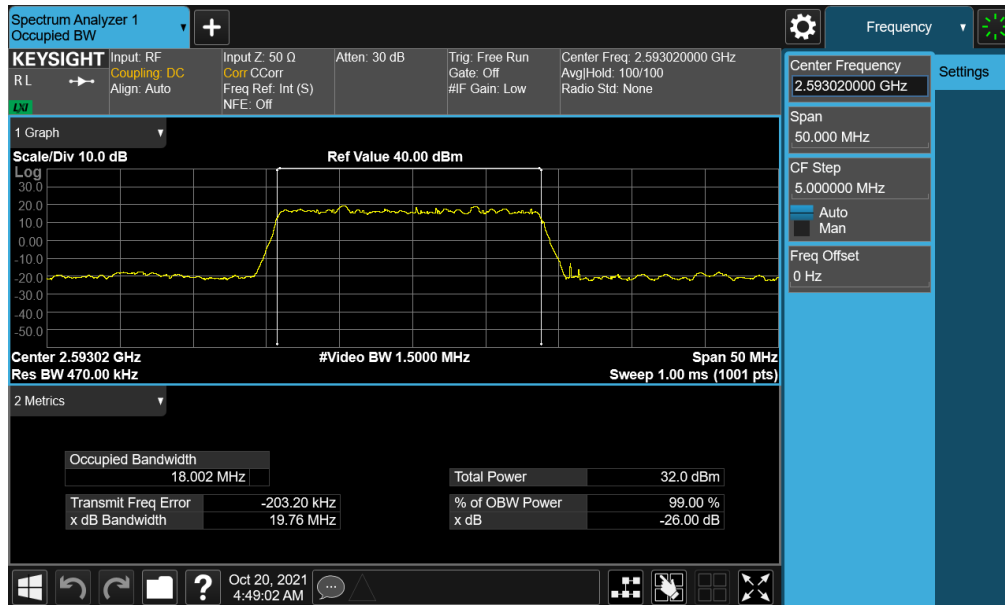 Spectrum Analyzer 1
Occupied BW
+
Frequency
KEYSIGHT
R L
LXI
Input: RF
Coupling: DC
Align: Auto
Input Z: 50 Ω
Corr CCorr
Freq Ref: Int (S)
NFE: Off
Atten: 30 dB
Trig: Free Run
Gate: Off
#IF Gain: Low
Center Freq: 2.593020000 GHz
Avg|Hold: 100/100
Radio Std: None
Center Frequency
2.593020000 GHz
Settings
Span
50.000 MHz
CF Step
5.000000 MHz
Auto
Man
Freq Offset
0 Hz
1 Graph
Scale/Div 10.0 dB
Ref Value 40.00 dBm
Log
30.0
20.0
10.0
0.00
-10.0
-20.0
-30.0
-40.0
-50.0
Center 2.59302 GHz
#Video BW 1.5000 MHz
Span 50 MHz
Res BW 470.00 kHz
Sweep 1.00 ms (1001 pts)
2 Metrics
Occupied Bandwidth
18.002 MHz
Total Power 32.0 dBm
Transmit Freq Error -203.20 kHz
% of OBW Power 99.00 %
x dB Bandwidth 19.76 MHz
x dB -26.00 dB
?
Oct 20, 2021
4:49:02 AM